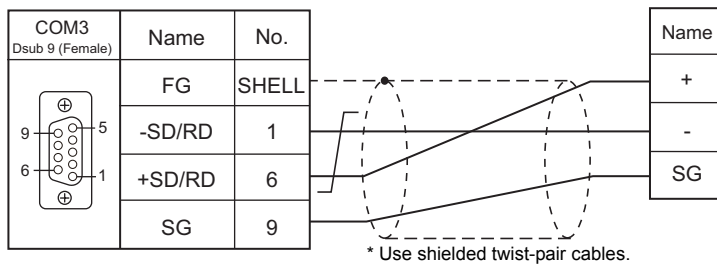 COM3
Dsub 9 (Female)
Name
No.
Name
FG
SHELL
+
9
5
-SD/RD
1
-
6
1
+SD/RD
6
SG
SG
9
* Use shielded twist-pair cables.